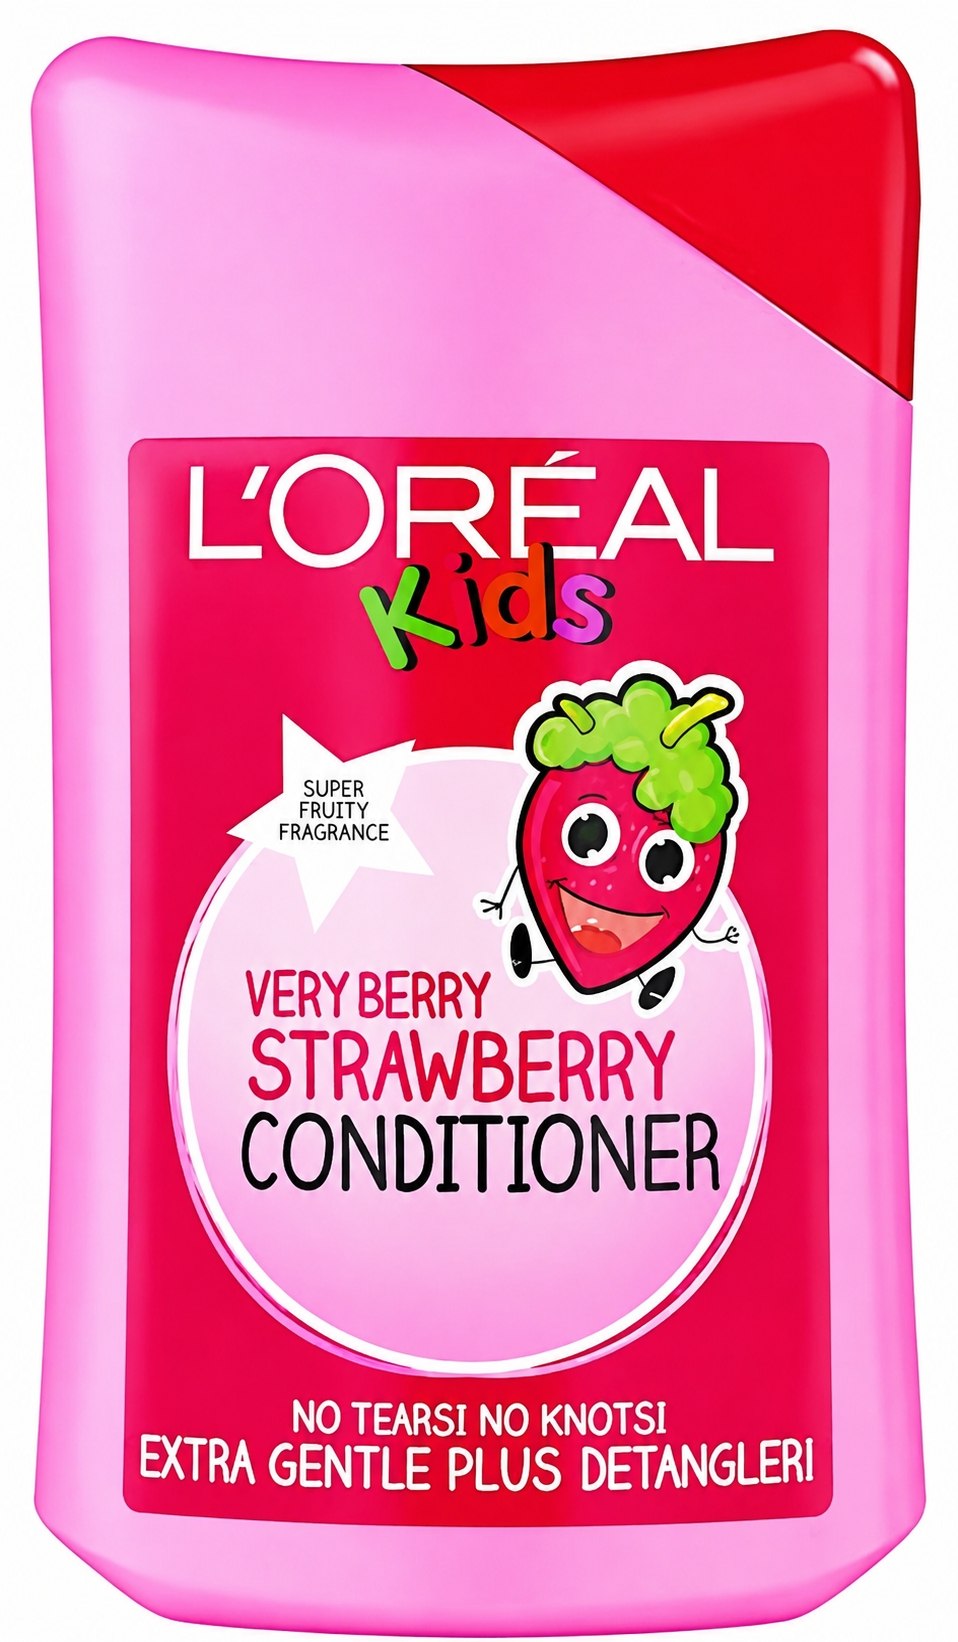 L'ORÉAL
Kids
SUPER
FRUITY
FRAGRANCE
VERY BERRY
STRAWBERRY
CONDITIONER
NO TEARSI NO KNOTSI
EXTRA GENTLE PLUS DETANGLERI